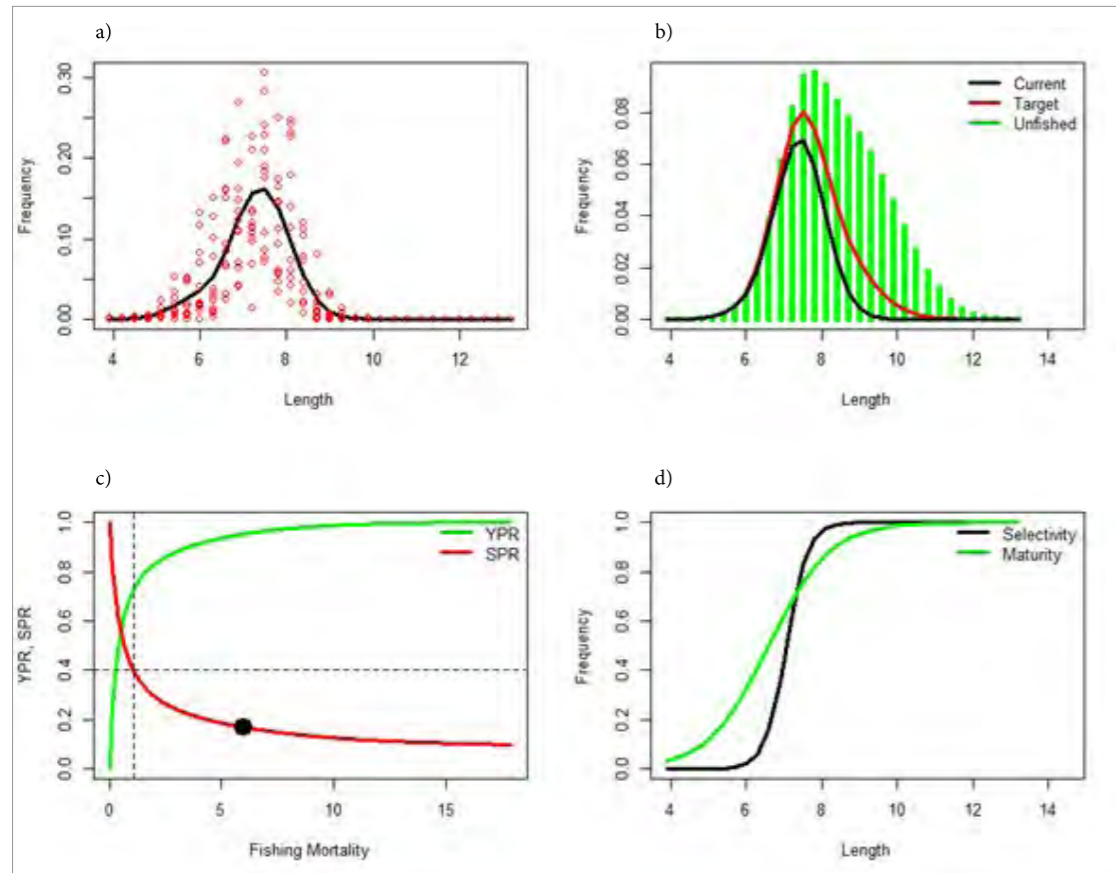 a)
0.30
0.20
0.10
0.00
Frequency
4 6 8 10 12
Length
b)
Current
Target
Unfished
0.08
0.06
0.04
0.02
0.00
Frequency
4 6 8 10 12 14
Length
c)
YPR
SPR
1.0
0.8
0.6
0.4
0.2
0.0
YPR, SPR
0 5 10 15
Fishing Mortality
d)
Selectivity
Maturity
1.0
0.8
0.6
0.4
0.2
0.0
Frequency
4 6 8 10 12 14
Length